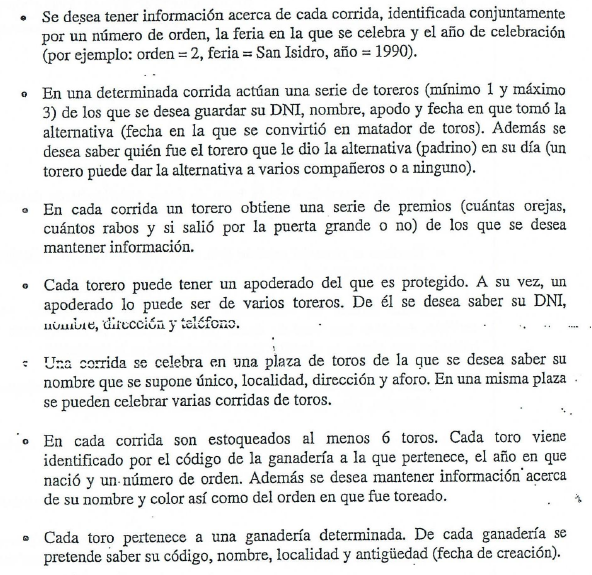 • Se desea tener información acerca de cada corrida, identificada conjuntamente
por un número de orden, la feria en la que se celebra y el año de celebración
(por ejemplo: orden = 2, feria = San Isidro, año = 1990).
• En una determinada corrida actúan una serie de toreros (mínimo 1 y máximo
3) de los que se desea guardar su DNI, nombre, apodo y fecha en que tomó la
alternativa (fecha en la que se convirtió en matador de toros). Además se
desea saber quién fue el torero que le dio la alternativa (padrino) en su día (un
torero puede dar la alternativa a varios compañeros o a ninguno).
• En cada corrida un torero obtiene una serie de premios (cuántas orejas,
cuántos rabos y si salió por la puerta grande o no) de los que se desea
mantener información.
• Cada torero puede tener un apoderado del que es protegido. A su vez, un
apoderado lo puede ser de varios toreros. De él se desea saber su DNI,
nombre, dirección y teléfono.
• Una corrida se celebra en una plaza de toros de la que se desea saber su
nombre que se supone único, localidad, dirección y aforo. En una misma plaza
se pueden celebrar varias corridas de toros.
• En cada corrida son estoqueados al menos 6 toros. Cada toro viene
identificado por el código de la ganadería a la que pertenece, el año en que
nació y un número de orden. Además se desea mantener información acerca
de su nombre y color así como del orden en que fue toreado.
• Cada toro pertenece a una ganadería determinada. De cada ganadería se
pretende saber su código, nombre, localidad y antigüedad (fecha de creación).